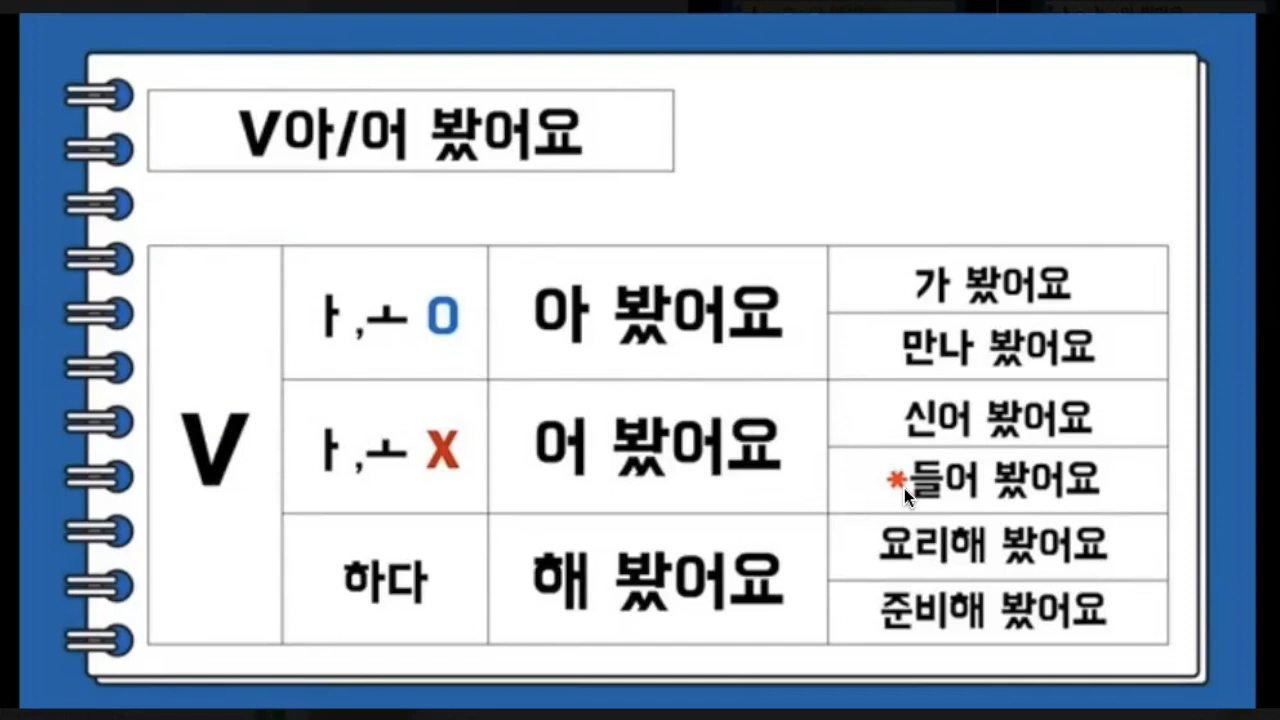 V아/어 봤어요
V
ㅏ,ㅗ O
아 봤어요
가 봤어요
만나 봤어요
ㅏ,ㅗ X
어 봤어요
신어 봤어요
*들어 봤어요
하다
해 봤어요
요리해 봤어요
준비해 봤어요